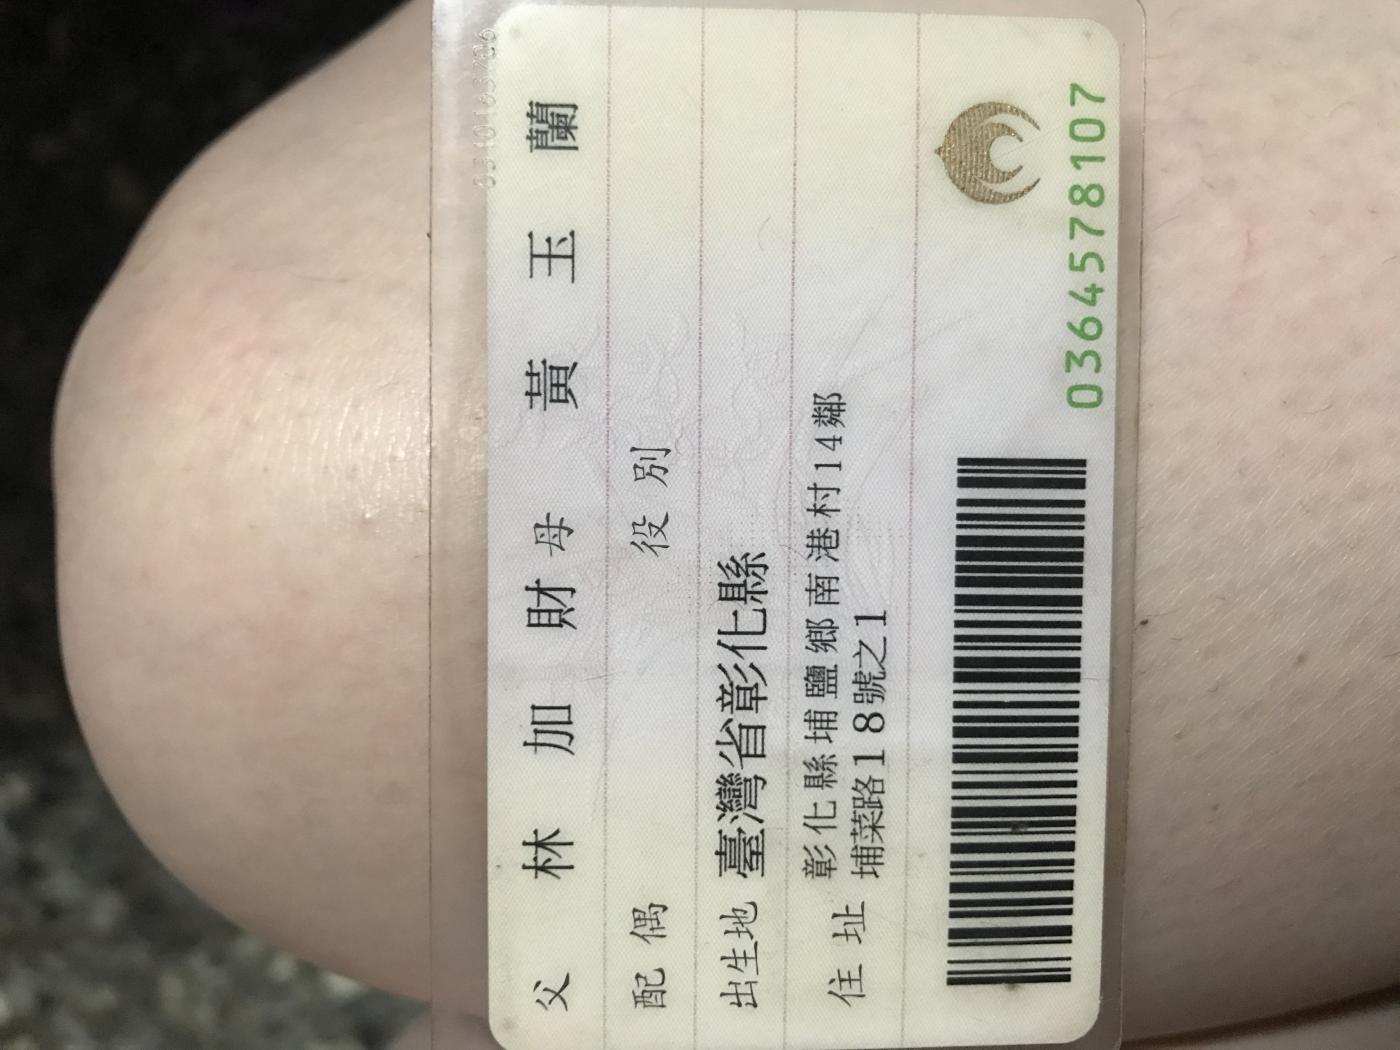 父 林加財 母 黃玉蘭
配偶 役別
出生地 臺灣省彰化縣
住址 彰化縣埔鹽鄉南港村14鄰
埔菜路18號之1
0364578107